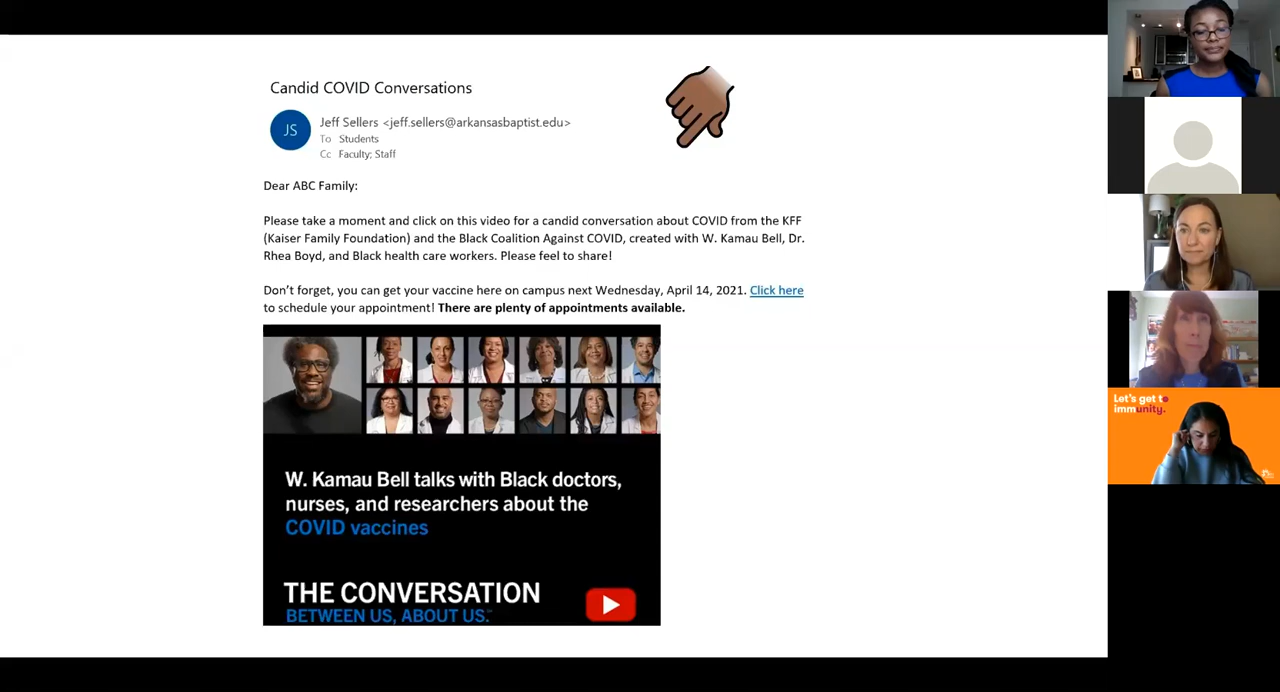 Candid COVID Conversations
JS
Jeff Sellers <jeff.sellers@arkansasbaptist.edu>
To Students
Cc Faculty; Staff
Dear ABC Family:
Please take a moment and click on this video for a candid conversation about COVID from the KFF
(Kaiser Family Foundation) and the Black Coalition Against COVID, created with W. Kamau Bell, Dr.
Rhea Boyd, and Black health care workers. Please feel to share!
Don't forget, you can get your vaccine here on campus next Wednesday, April 14, 2021. Click here
to schedule your appointment! There are plenty of appointments available.
W. Kamau Bell talks with Black doctors,
nurses, and researchers about the
COVID vaccines
THE CONVERSATION
BETWEEN US, ABOUT US.
Let's get to
immunity.